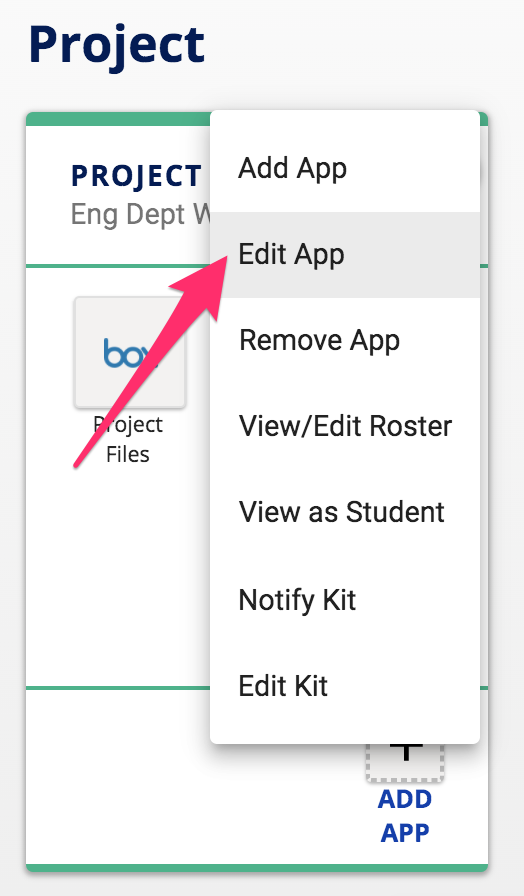 Project
PROJECT
Eng Dept
Add App
Edit App
Remove App
View/Edit Roster
View as Student
Notify Kit
Edit Kit
box
Project
Files
ADD
APP